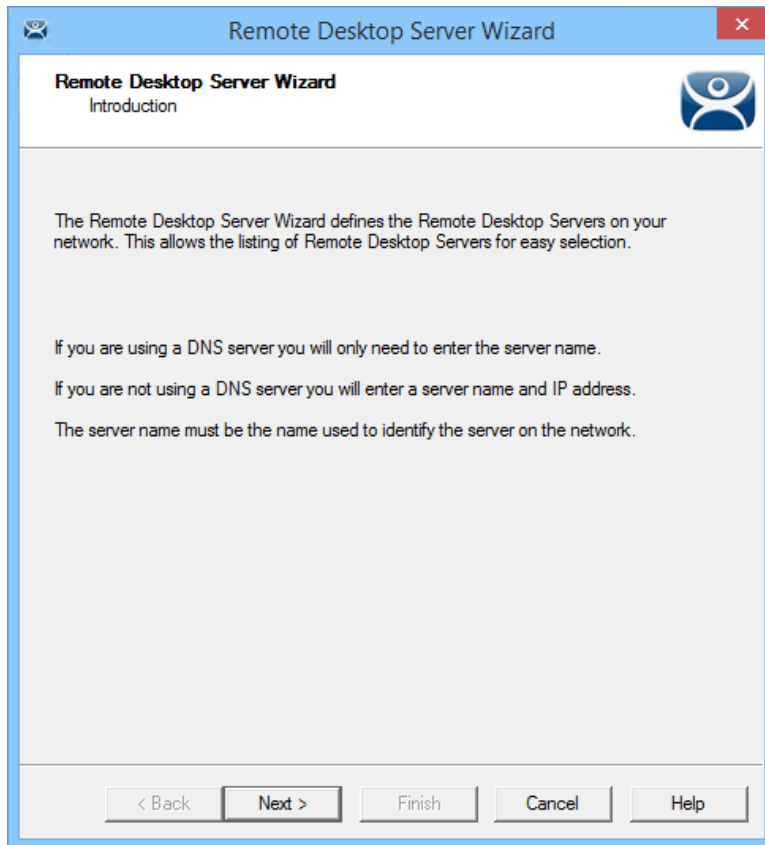 Remote Desktop Server Wizard
Remote Desktop Server Wizard
Introduction
The Remote Desktop Server Wizard defines the Remote Desktop Servers on your
network. This allows the listing of Remote Desktop Servers for easy selection.
If you are using a DNS server you will only need to enter the server name.
If you are not using a DNS server you will enter a server name and IP address.
The server name must be the name used to identify the server on the network.
< Back Next > Finish Cancel Help